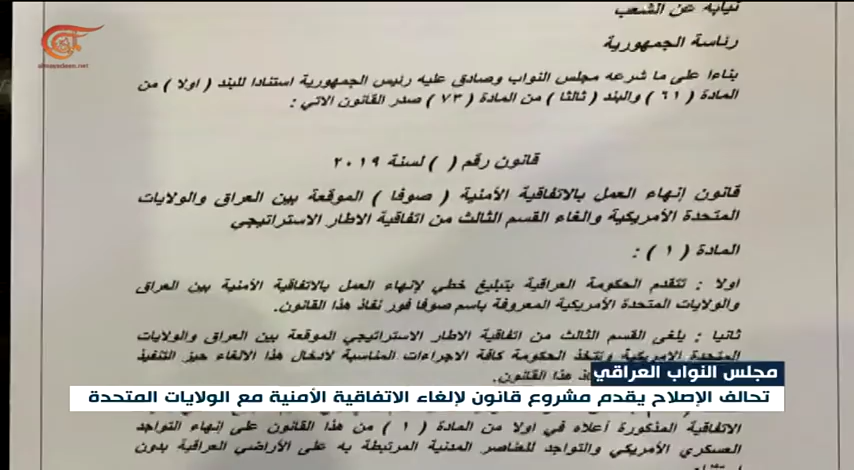 نيابة عن الشعب
almayadeen.net
رئاسة الجمهورية
بناءا على ما شرعه مجلس النواب وصادق عليه رئيس الجمهورية استنادا للبند ( اولا ) من
المادة ( ٦١ ) والبند ( ثالثا ) من المادة ( ٧٣ ) صدر القانون الاتي :
قانون رقم ( ) لسنة ٢٠١٩
قانون إنهاء العمل بالاتفاقية الأمنية ( صوفا ) الموقعة بين العراق والولايات
المتحدة الأمريكية والغاء القسم الثالث من اتفاقية الاطار الاستراتيجي
المادة ( ١ ) :
اولا : تتقدم الحكومة العراقية بتبليغ خطي لإنهاء العمل بالاتفاقية الأمنية بين العراق
والولايات المتحدة الأمريكية المعروفة باسم صوفا فور نفاذ هذا القانون.
ثانيا : يلغى القسم الثالث من اتفاقية الاطار الاستراتيجي الموقعة بين العراق والولايات
المتحدة الامريكية وتتخذ الحكومة كافة الاجراءات المناسبة لادخال هذا الالغاء حيز التنفيذ
هذا القانون.
مجلس النواب العراقي
تحالف الإصلاح يقدم مشروع قانون لإلغاء الاتفاقية الأمنية مع الولايات المتحدة
الاتفاقية المذكورة أعلاه في اولا من المادة ( ١ ) من هذا القانون على إنهاء التواجد
العسكري الأمريكي والتواجد للعناصر المدنية المرتبطة به على الأراضي العراقية بدون